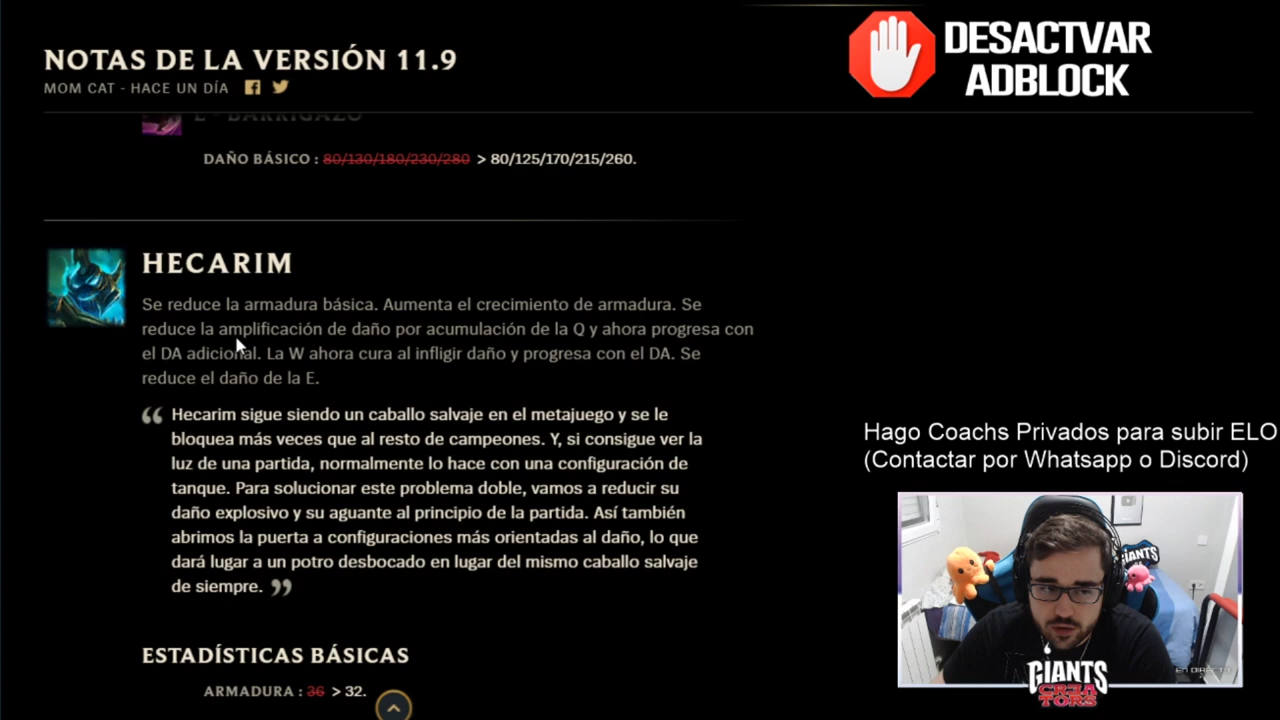 NOTAS DE LA VERSIÓN 11.9
MOM CAT - HACE UN DÍA
DESACTVAR
ADBLOCK
E - BARRIGAZO
DAÑO BÁSICO : 80/130/180/230/280 > 80/125/170/215/260.
HECARIM
Se reduce la armadura básica. Aumenta el crecimiento de armadura. Se
reduce la amplificación de daño por acumulación de la Q y ahora progresa con
el DA adicional. La W ahora cura al infligir daño y progresa con el DA. Se
reduce el daño de la E.
“ Hecarim sigue siendo un caballo salvaje en el metajuego y se le
bloquea más veces que al resto de campeones. Y, si consigue ver la
luz de una partida, normalmente lo hace con una configuración de
tanque. Para solucionar este problema doble, vamos a reducir su
daño explosivo y su aguante al principio de la partida. Así también
abrimos la puerta a configuraciones más orientadas al daño, lo que
dará lugar a un potro desbocado en lugar del mismo caballo salvaje
de siempre. ”
ESTADÍSTICAS BÁSICAS
ARMADURA : 36 > 32.
Hago Coachs Privados para subir ELO
(Contactar por Whatsapp o Discord)
GIANTS
EN DIRECTO
GIANTS
CREA
TORS